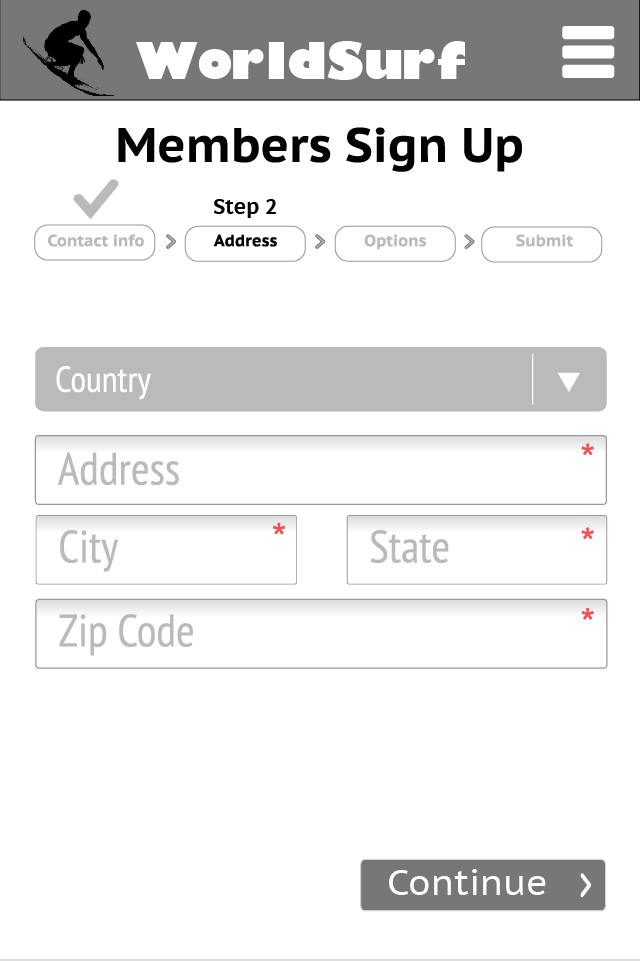 WorldSurf
Members Sign Up
Step 2
Contact info > Address > Options > Submit
Country
Address *
City * State *
Zip Code *
Continue >